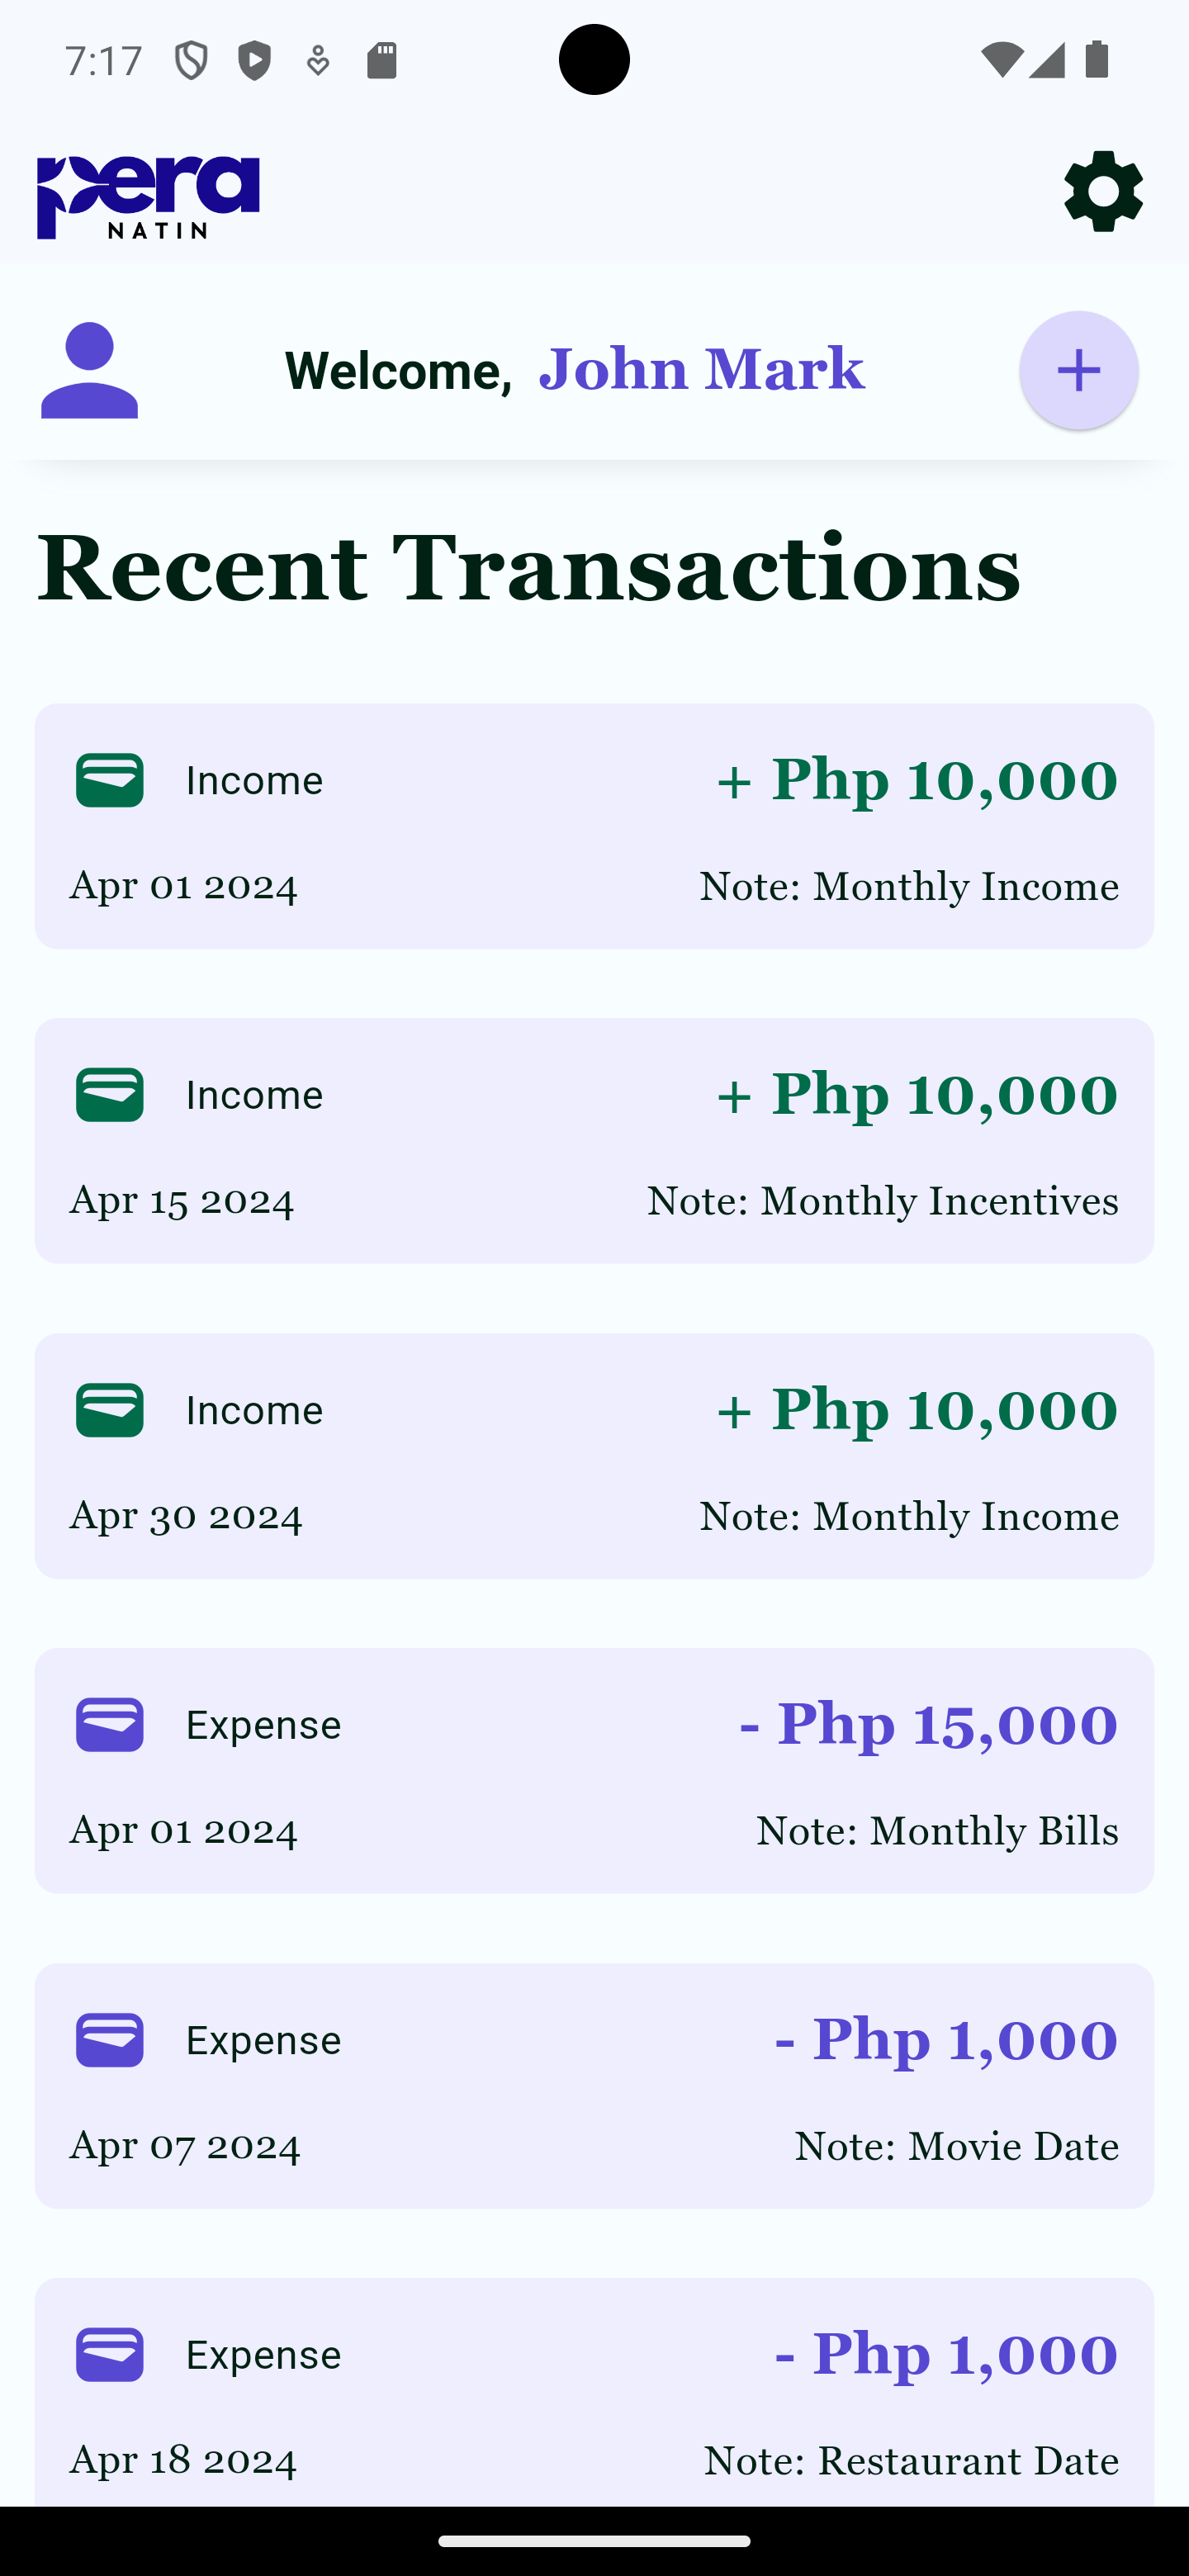 7:17
pera
NATIN
Welcome, John Mark
Recent Transactions
Income + Php 10,000
Apr 01 2024 Note: Monthly Income
Income + Php 10,000
Apr 15 2024 Note: Monthly Incentives
Income + Php 10,000
Apr 30 2024 Note: Monthly Income
Expense - Php 15,000
Apr 01 2024 Note: Monthly Bills
Expense - Php 1,000
Apr 07 2024 Note: Movie Date
Expense - Php 1,000
Apr 18 2024 Note: Restaurant Date